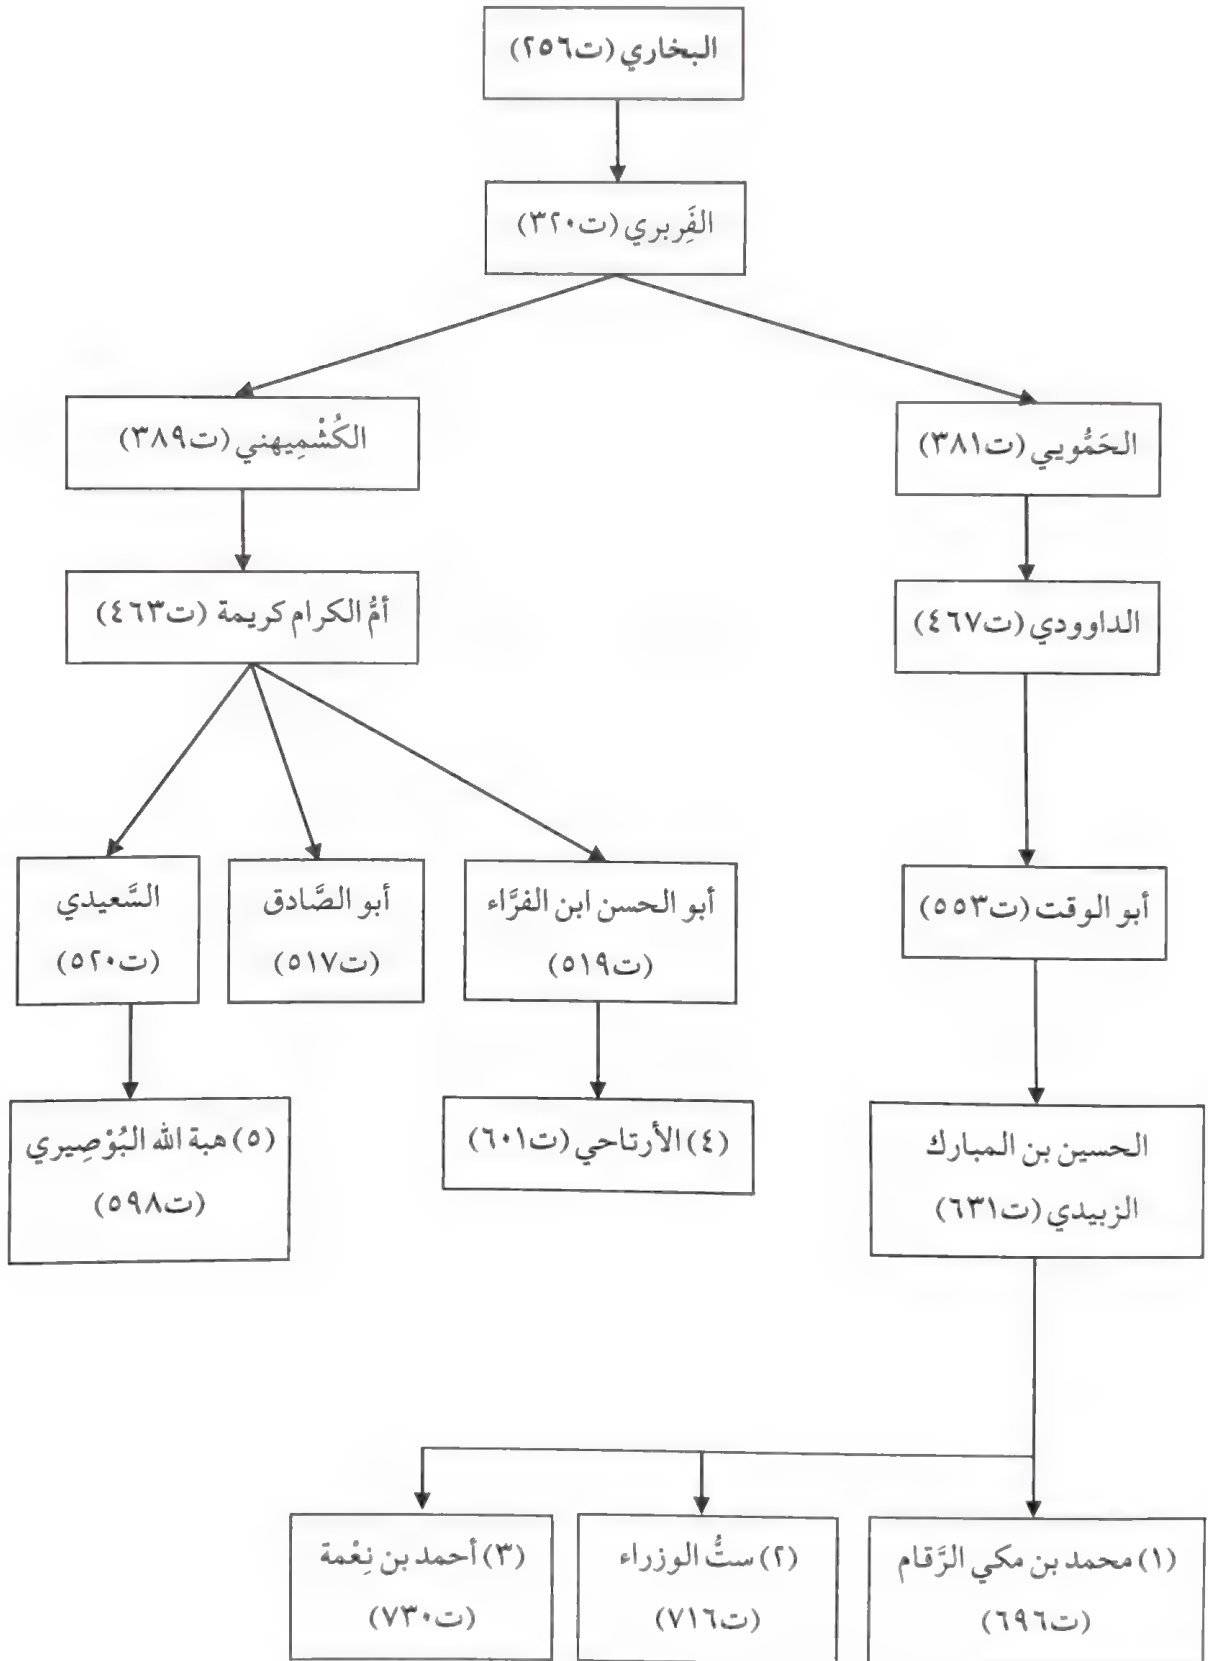 البخاري (ت٢٥٦)
الفَِربري (ت٣٢٠)
الحَمُّويي (ت٣٨١)
الكُشْمِيهني (ت٣٨٩)
الداوودي (ت٤٦٧)
أمُّ الكرام كريمة (ت٤٦٣)
أبو الوقت (ت٥٥٣)
أبو الحسن ابن الفرَّاء
(ت٥١٩)
أبو الصَّادق
(ت٥١٧)
السَّعيدي
(ت٥٢٠)
الحسين بن المبارك
الزبيدي (ت٦٣١)
(٤) الأرتاحي (ت٦٠١)
(٥) هبة الله البُوْصِيري
(ت٥٩٨)
(١) محمد بن مكي الرَّقام
(ت٦٩٦)
(٢) ستُّ الوزراء
(ت٧١٦)
(٣) أحمد بن نِعْمة
(ت٧٣٠)